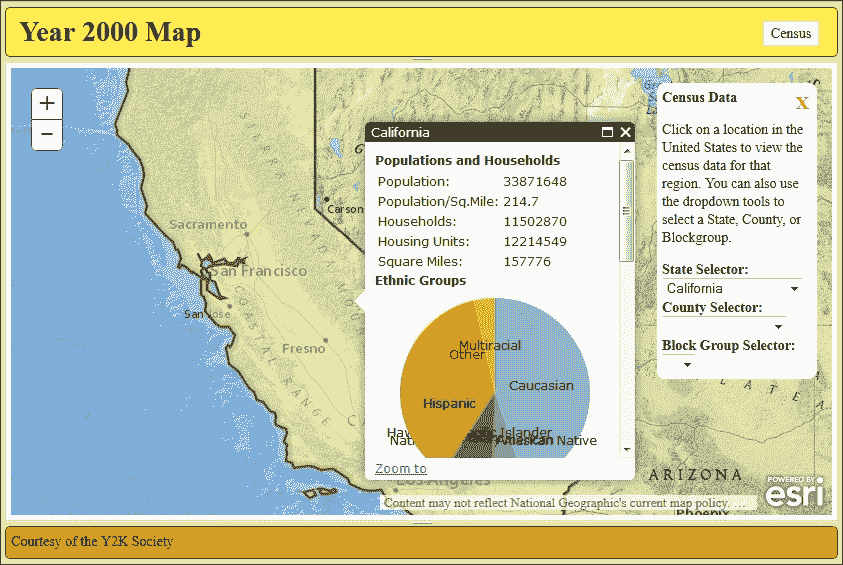 Year 2000 Map
Census
+
−
Sacramento
San Francisco
San Jose
Fresno
SIERRA NEVADA
COASTAL RANGE
Carson
California
Populations and Households
Population: 33871648
Population/Sq.Mile: 214.7
Households: 11502870
Housing Units: 12214549
Square Miles: 157776
Ethnic Groups
Multiracial
Other
Caucasian
Hispanic
Islander
Native
Zoom to
Census Data
X
Click on a location in the
United States to view the
census data for that
region. You can also use
the dropdown tools to
select a State, County, or
Blockgroup.
State Selector:
California
County Selector:
Block Group Selector:
ARIZONA
Los Angeles
Phoenix
Content may not reflect National Geographic's current map policy. ...
POWERED BY
esri
Courtesy of the Y2K Society